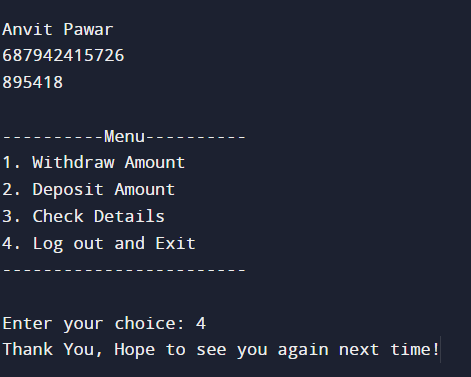 Anvit Pawar
687942415726
895418
----------Menu----------
1. Withdraw Amount
2. Deposit Amount
3. Check Details
4. Log out and Exit
------------------------
Enter your choice: 4
Thank You, Hope to see you again next time!